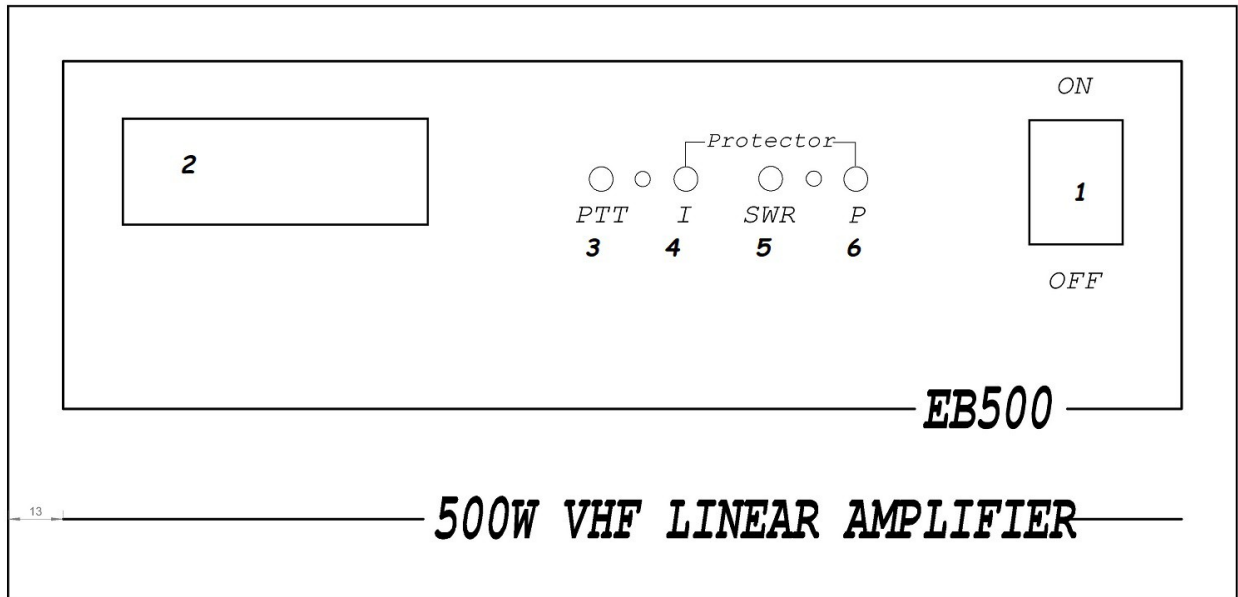 ON
Protector
2
1
PTT I SWR P
3 4 5 6
OFF
EB500
13
500W VHF LINEAR AMPLIFIER